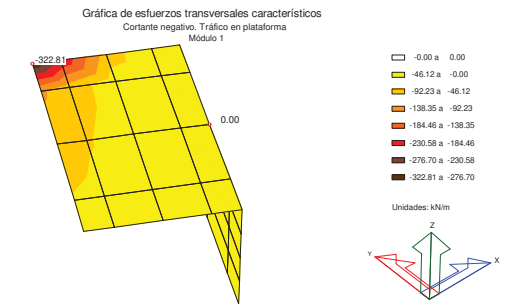 Gráfica de esfuerzos transversales característicos
Cortante negativo. Tráfico en plataforma
Módulo 1
-322.81
0.00
-0.00 a 0.00
-46.12 a -0.00
-92.23 a -46.12
-138.35 a -92.23
-184.46 a -138.35
-230.58 a -184.46
-276.70 a -230.58
-322.81 a -276.70
Unidades: kN/m
Z
Y
X